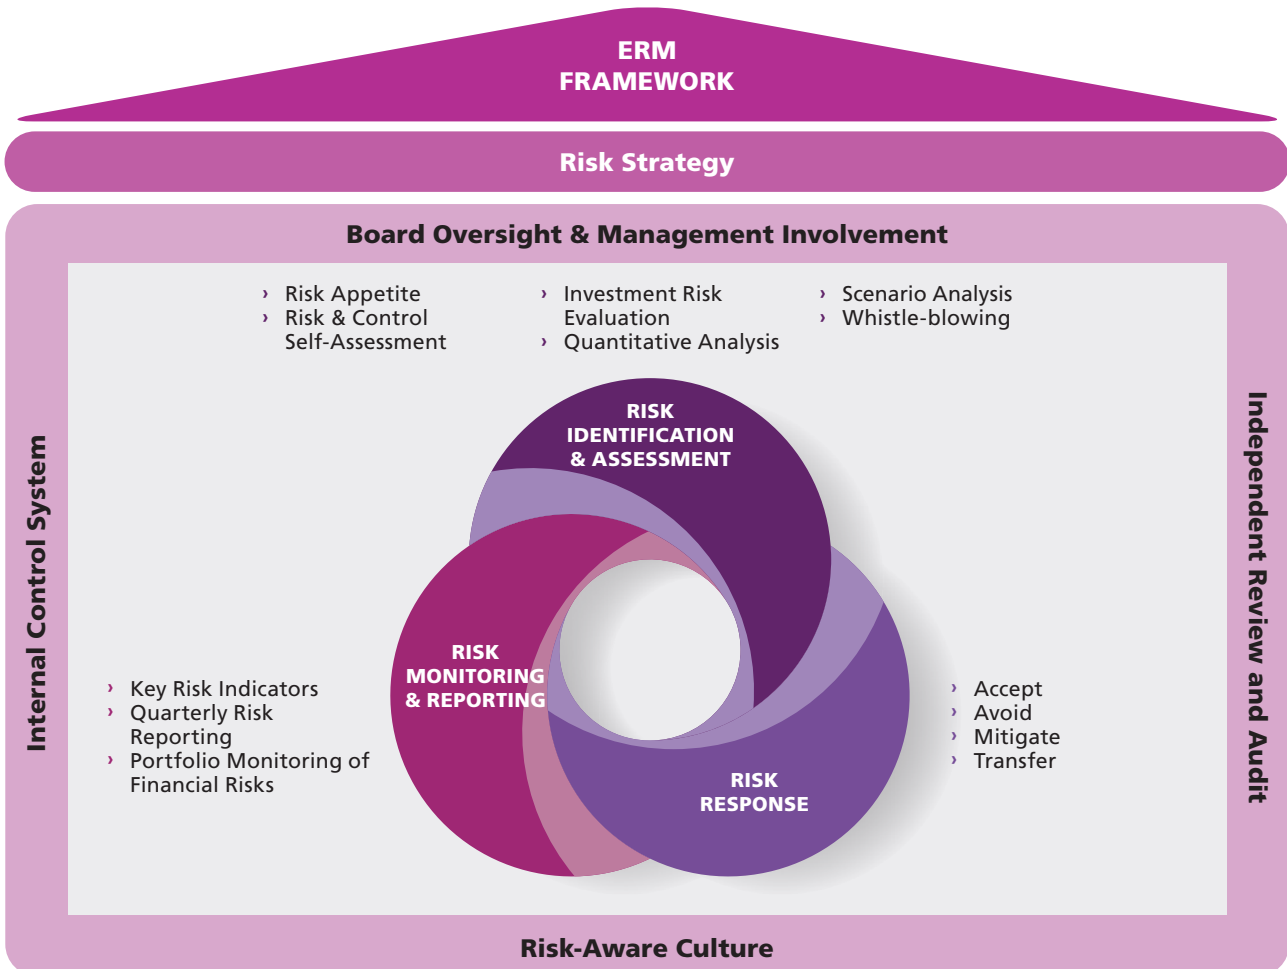 ERM
FRAMEWORK
Risk Strategy
Board Oversight & Management Involvement
› Risk Appetite
› Risk & Control
Self-Assessment
› Investment Risk
Evaluation
› Quantitative Analysis
› Scenario Analysis
› Whistle-blowing
Internal Control System
RISK
IDENTIFICATION
& ASSESSMENT
RISK
MONITORING
& REPORTING
› Key Risk Indicators
› Quarterly Risk
Reporting
› Portfolio Monitoring of
Financial Risks
RISK
RESPONSE
› Accept
› Avoid
› Mitigate
› Transfer
Independent Review and Audit
Risk-Aware Culture